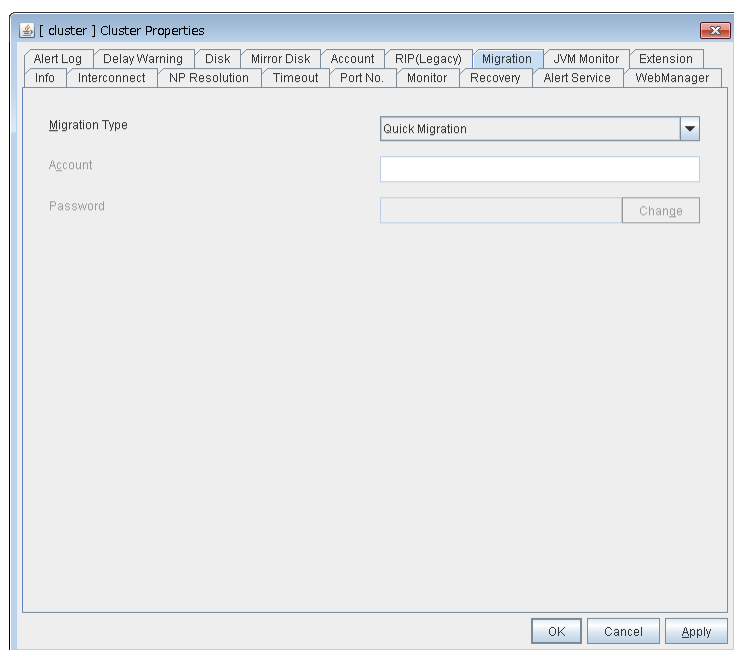 [ cluster ] Cluster Properties
Alert Log Delay Warning Disk Mirror Disk Account RIP(Legacy) Migration JVM Monitor Extension
Info Interconnect NP Resolution Timeout Port No. Monitor Recovery Alert Service WebManager
Migration Type Quick Migration
Account
Password Change
OK Cancel Apply